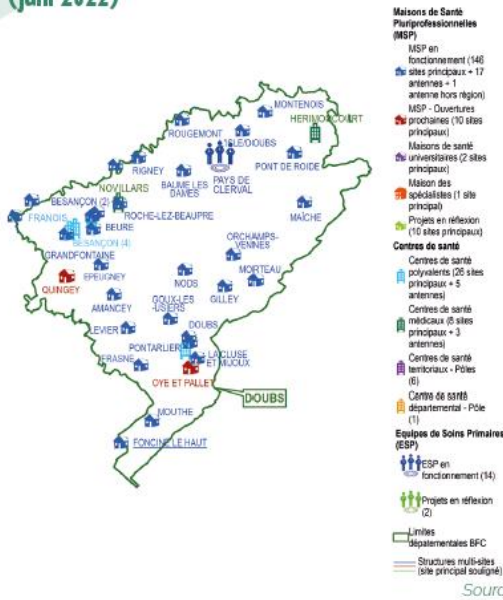 (juin 2022)
MONTENOIS
HERIMONCOURT
ROUGEMONT
ISLE/DOUBS
PONT DE ROIDE
RIGNEY
BAUME LES
DAMES
PAYS DE
CLERVAL
NOVILLARS
BESANÇON (2)
ROCHE-LEZ-BEAUPRE
FRANOIS
BEURE
BESANÇON (4)
MAÎCHE
ORCHAMPS-
VENNES
GRANDFONTAINE
EPEUGNEY
MORTEAU
QUINGEY
NODS
GILLEY
AMANCEY
GOUX-LES
-USIERS
LEVIER
DOUBS
PONTARLIER
LA CLUSE
ET MIJOUX
FRASNE
OYE ET PALLET
DOUBS
MOUTHE
FONCINE LE HAUT
Maisons de Santé
Pluriprofessionnelles
(MSP)
MSP en
fonctionnement (146
sites principaux + 17
antennes + 1
antenne hors région)
MSP - Ouvertures
prochaines (10 sites
principaux)
Maisons de santé
universitaires (2 sites
principaux)
Maison des
spécialistes (1 site
principal)
Projets en réflexion
(10 sites principaux)
Centres de santé
Centres de santé
polyvalents (26 sites
principaux + 5
antennes)
Centres de santé
médicaux (8 sites
principaux + 3
antennes)
Centres de santé
territoriaux - Pôles
(6)
Centre de santé
départemental - Pôle
(1)
Equipes de Soins Primaires
(ESP)
ESP en
fonctionnement (14)
Projets en réflexion
(2)
Limites
départementales BFC
Structures multi-sites
(site principal souligné)
Sourc